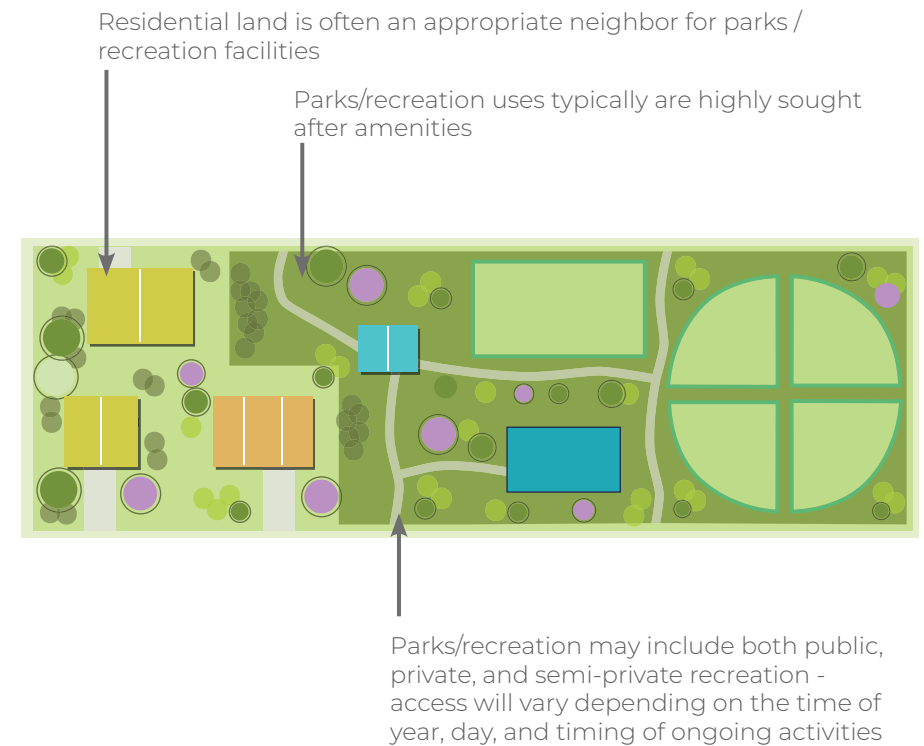 Residential land is often an appropriate neighbor for parks /
recreation facilities
Parks/recreation uses typically are highly sought
after amenities
Parks/recreation may include both public,
private, and semi-private recreation -
access will vary depending on the time of
year, day, and timing of ongoing activities